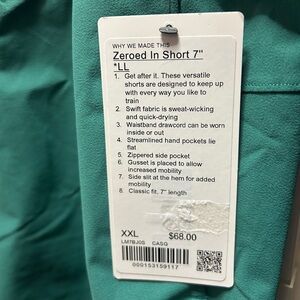 WHY WE MADE THIS
Zeroed In Short 7"
*LL
1. Get after it. These versatile
shorts are designed to keep up
with every way you like to
train
2. Swift fabric is sweat-wicking
and quick-drying
3. Waistband drawcord can be worn
inside or out
4. Streamlined hand pockets lie
flat
5. Zippered side pocket
6. Gusset is placed to allow
increased mobility
7. Side slit at the hem for added
mobility
8. Classic fit, 7" length
XXL $68.00
LM7BJ0S CASG
000153159117